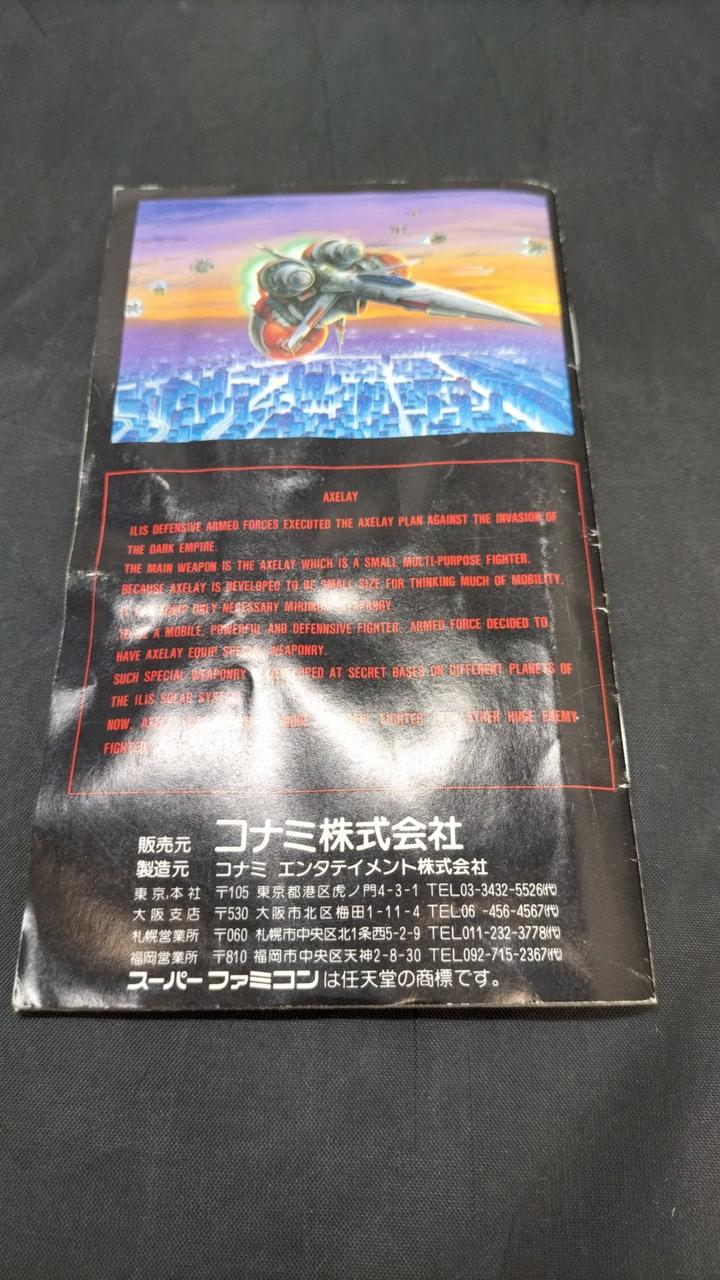 AXELAY
ILIS DEFENSIVE ARMED FORCES EXECUTED THE AXELAY PLAN AGAINST THE INVASION OF
THE DARK EMPIRE.
THE MAIN WEAPON IS THE AXELAY WHICH IS A SMALL MULTI-PURPOSE FIGHTER.
BECAUSE AXELAY IS DEVELOPED TO BE SMALL SIZE FOR THINKING MUCH OF MOBILITY,
ONLY NECESSARY
TO BE A MOBILE, POWERFUL AND DEFENNSIVE FIGHTER, ARMED FORCE DECIDED TO
HAVE AXELAY EQUIP SPECIAL WEAPONRY.
SUCH SPECIAL WEAPONRY AT SECRET BASES ON DIFFERENT PLANETS OF
THE ILIS SOLAR
NOW, FIGHTER OTHER HUGE ENEMY
販売元 コナミ株式会社
製造元 コナミ エンタテイメント株式会社
東京本社 〒105 東京都港区虎ノ門4-3-1 TEL03-3432-5526㈹
大阪支店 〒530 大阪市北区梅田1-11-4 TEL06 -456-4567㈹
札幌営業所 〒060 札幌市中央区北1条西5-2-9 TEL011-232-3778㈹
福岡営業所 〒810 福岡市中央区天神2-8-30 TEL092-715-2367㈹
スーパーファミコンは任天堂の商標です。